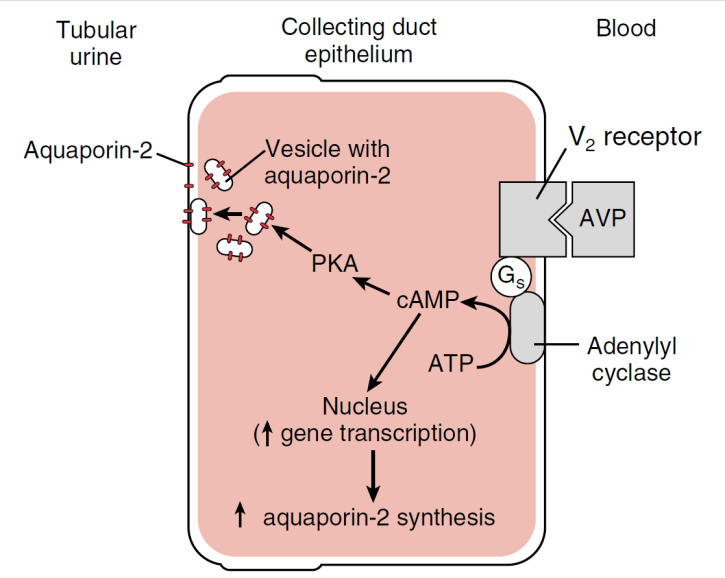 Tubular
urine
Collecting duct
epithelium
Blood
Aquaporin-2
Vesicle with
aquaporin-2
V₂ receptor
AVP
Gₛ
PKA
cAMP
ATP
Adenylyl
cyclase
Nucleus
(↑ gene transcription)
↑ aquaporin-2 synthesis